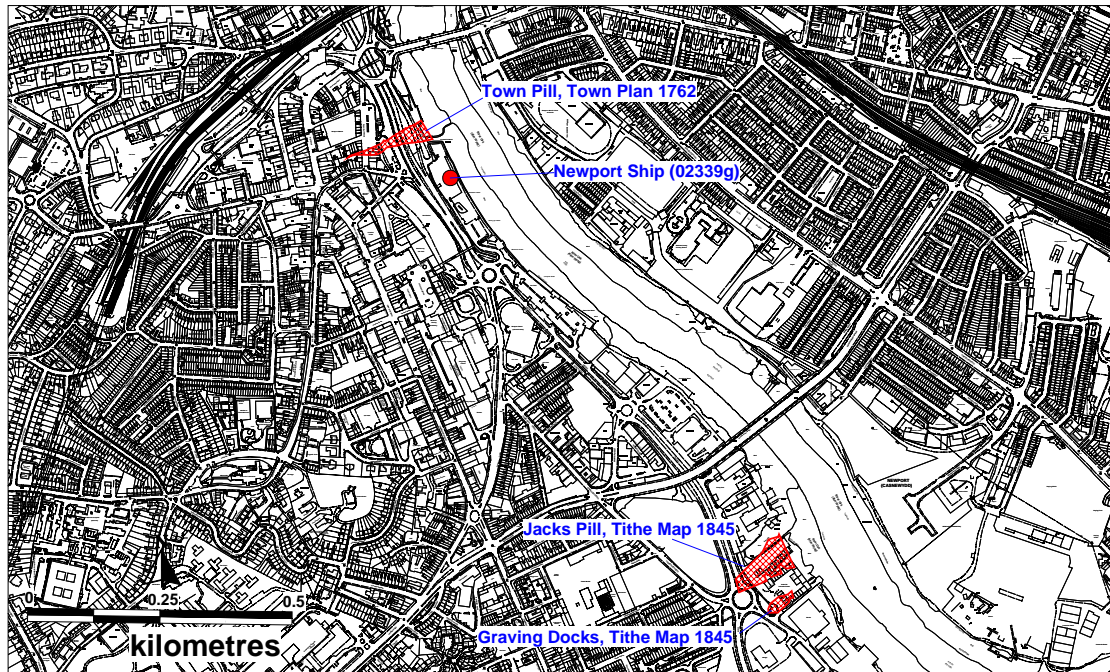 Town Pill, Town Plan 1762
Newport Ship (02339g)
NEWPORT
(CASNEWYDD)
Jacks Pill, Tithe Map 1845
0 0.25 0.5
kilometres
Graving Docks, Tithe Map 1845